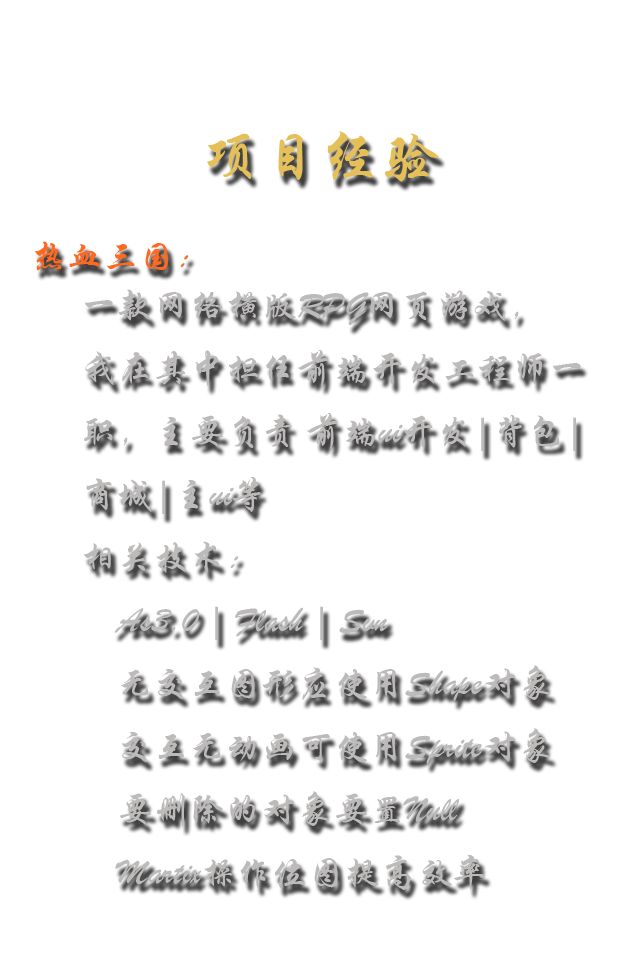 项目经验
热血三国：
一款网络横版RPG网页游戏，
我在其中担任前端开发工程师一
职，主要负责 前端ui开发|背包|
商城|主ui等
相关技术：
As3.0 | Flash | Svn
无交互图形应使用Shape对象
交互无动画可使用Sprite对象
要删除的对象要置Null
Martix操作位图提高效率